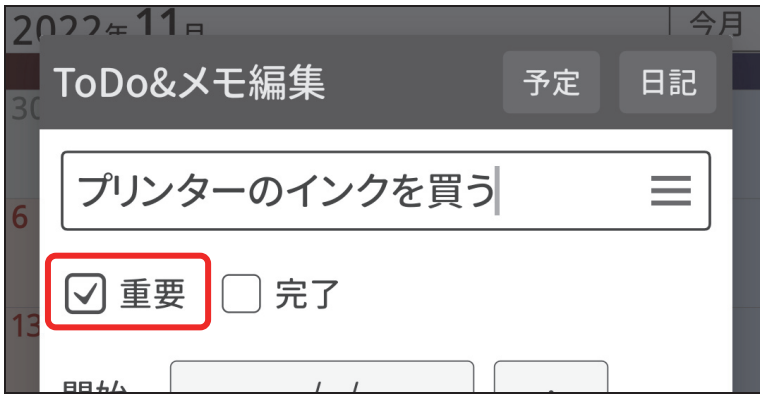 2022年 11月 今月
ToDo&メモ編集 予定 日記
30
プリンターのインクを買う
6
重要 完了
13
開始 / /